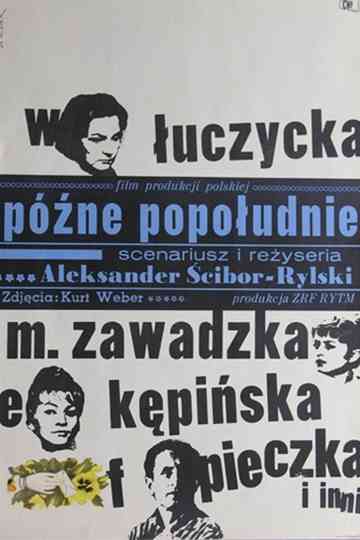 w łuczycka
film produkcji polskiej
późne popołudnie
scenariusz i reżyseria
Aleksander Ścibor-Rylski
Zdjęcia: Kurt Weber produkcja ZRF RYTM
m. zawadzka
e kępińska
f pieczka
i inni